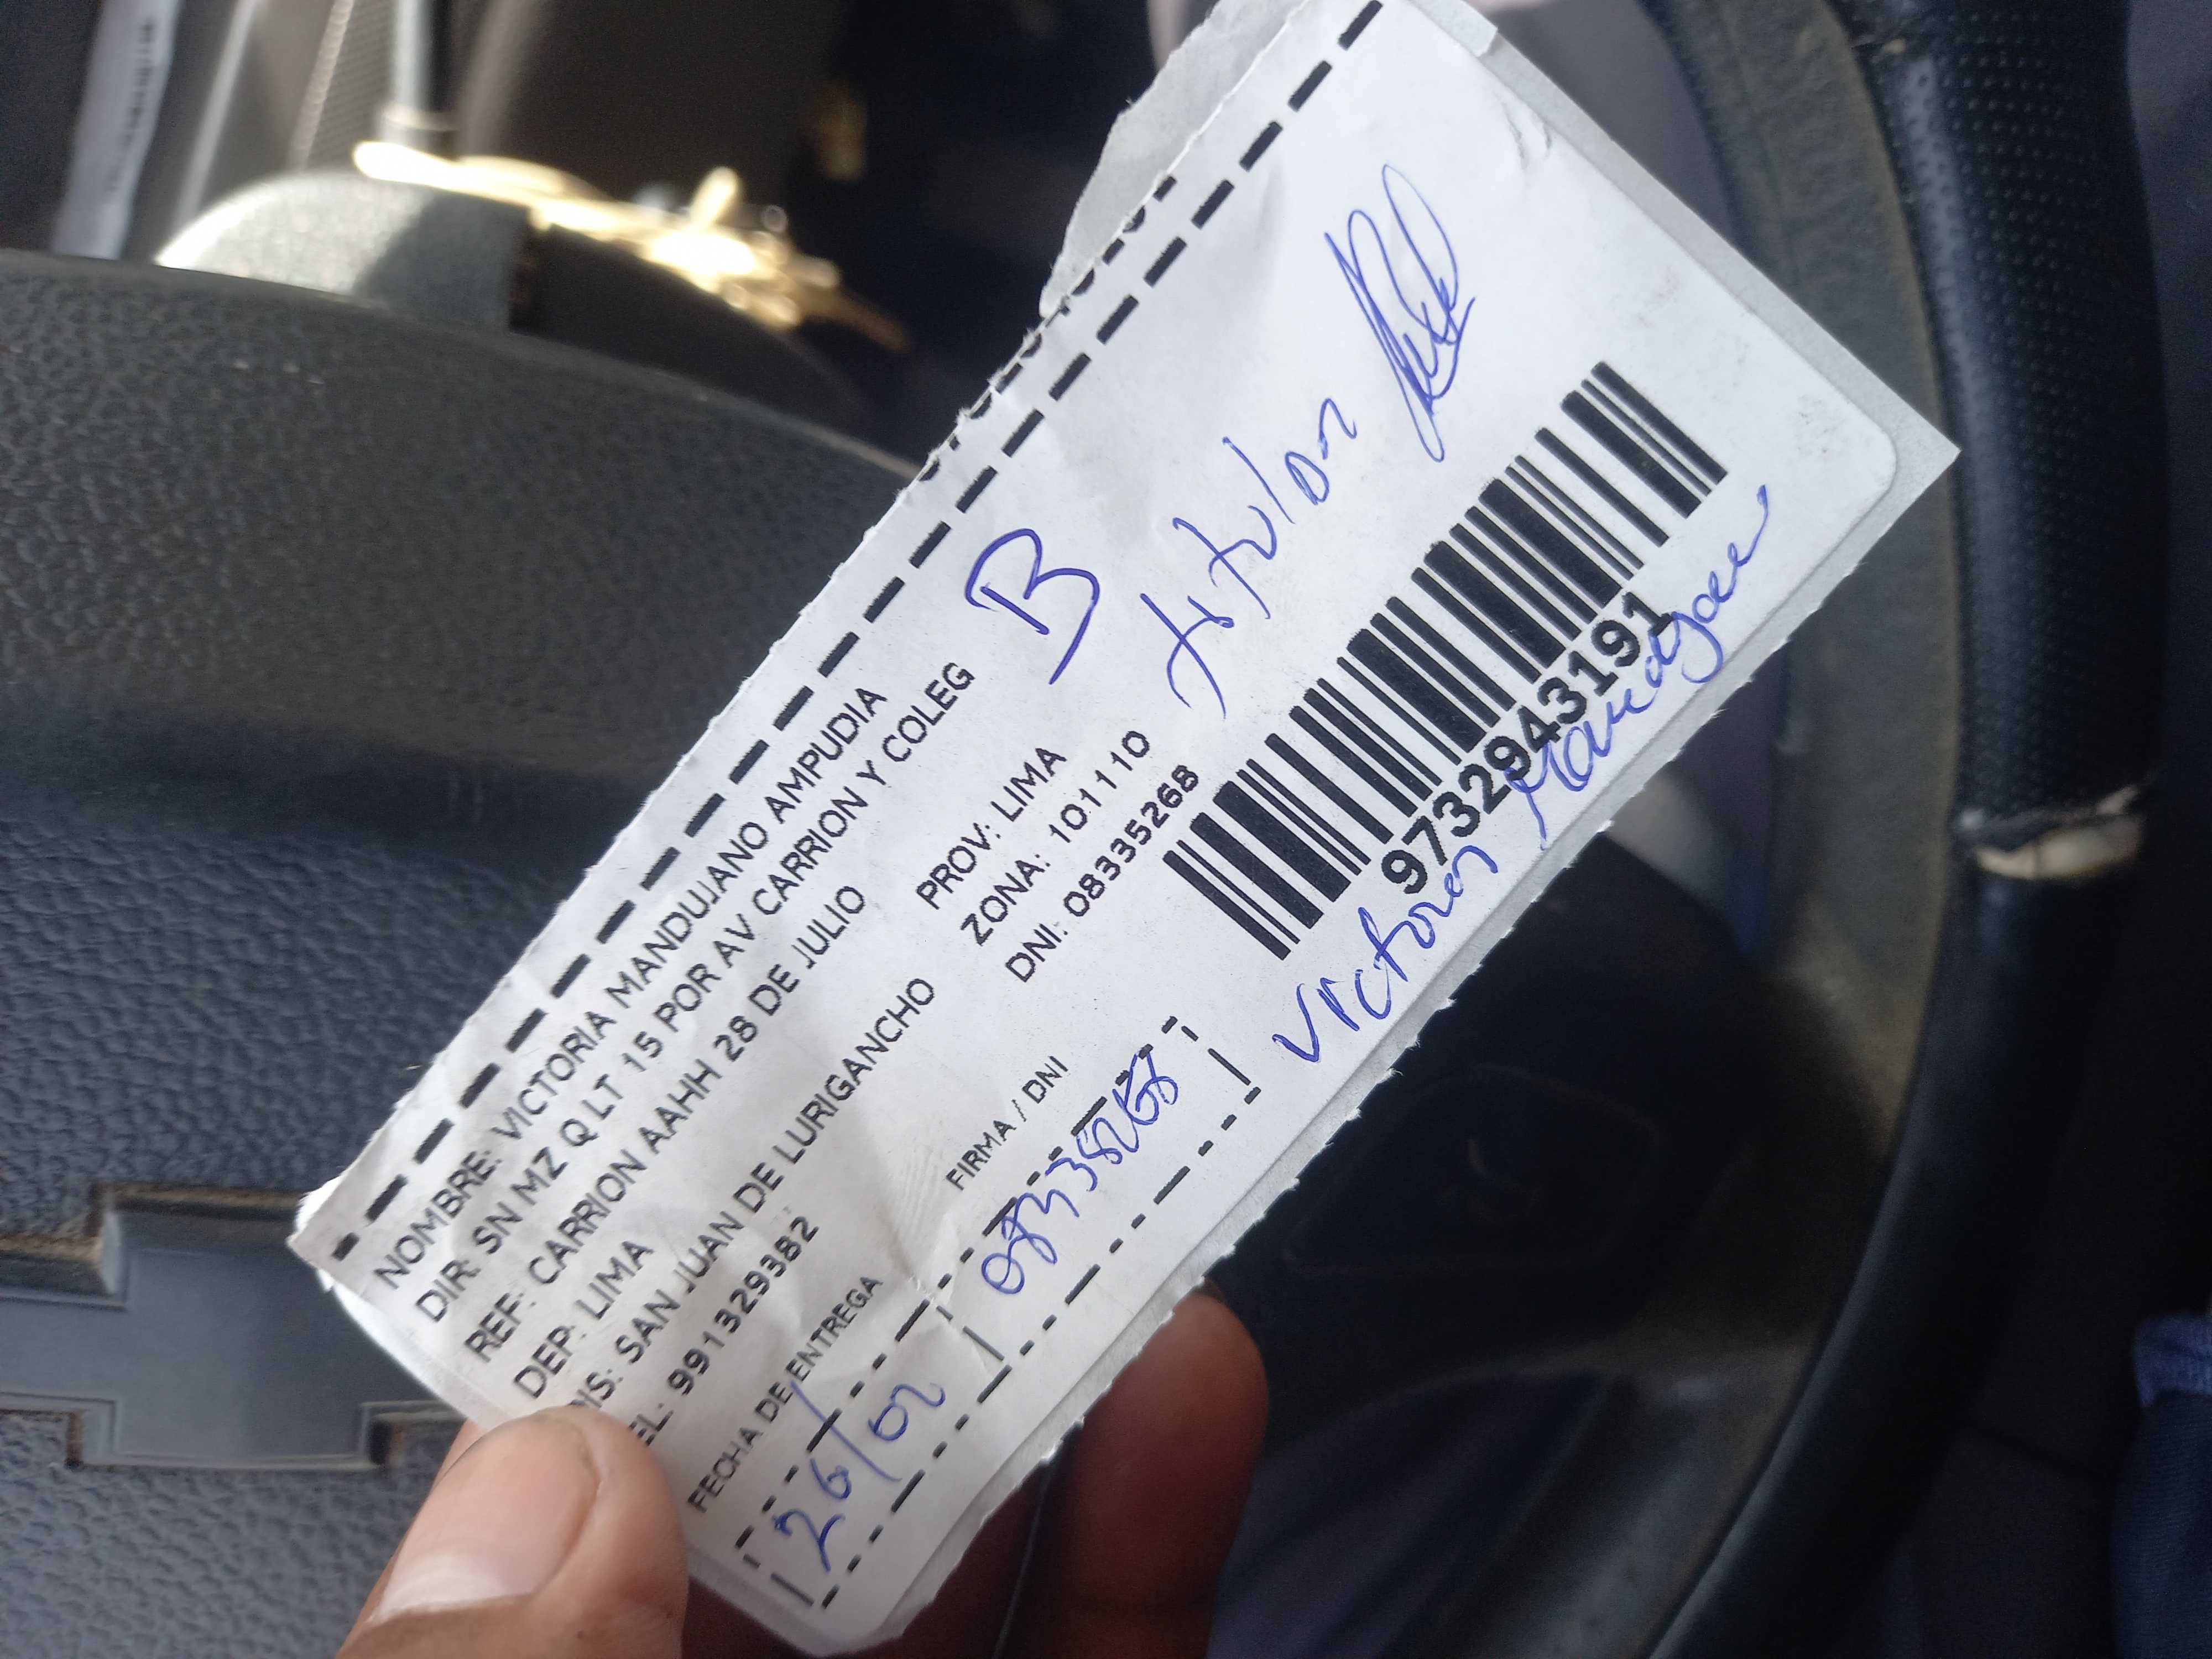 NOMBRE: VICTORIA MANDUJANO AMPUDIA
DIR: SN MZ Q LT 15 POR AV CARRION Y COLEG
REF: CARRION AAHH 28 DE JULIO
DEP: LIMA PROV: LIMA
DIS: SAN JUAN DE LURIGANCHO ZONA: 101110
EL: 991329382 DNI: 08335268
B
titular
FECHA DE ENTREGA FIRMA / DNI
26/02
9732943191
Victoria